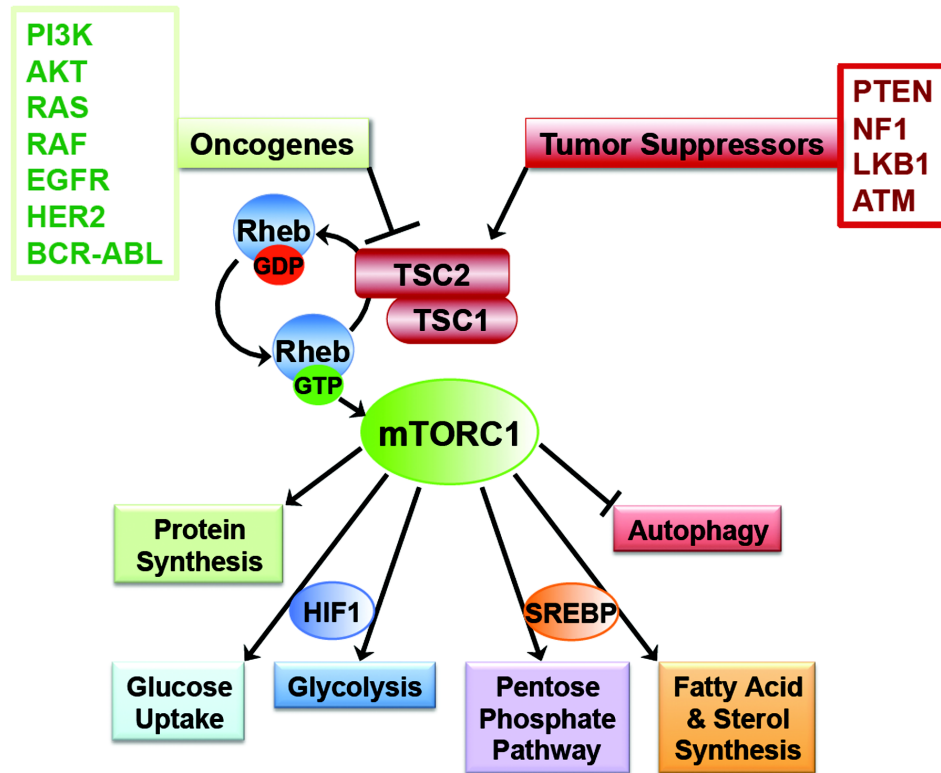 PI3K
AKT
RAS
RAF
EGFR
HER2
BCR-ABL
Oncogenes
Tumor Suppressors
PTEN
NF1
LKB1
ATM
Rheb
GDP
TSC2
TSC1
Rheb
GTP
mTORC1
Protein
Synthesis
Autophagy
HIF1
SREBP
Glucose
Uptake
Glycolysis
Pentose
Phosphate
Pathway
Fatty Acid
& Sterol
Synthesis